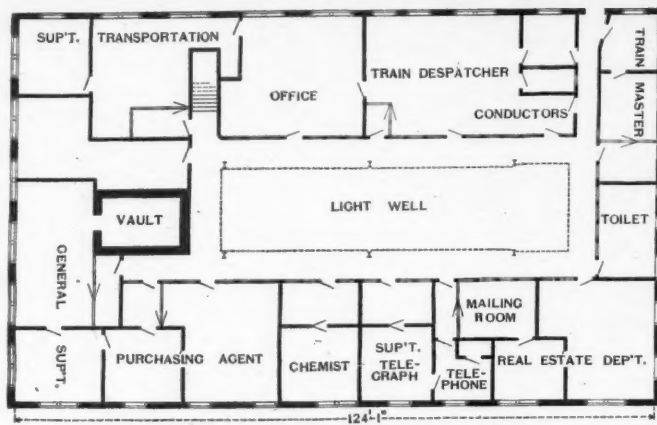 SUP'T.
TRANSPORTATION
OFFICE
TRAIN DESPATCHER
CONDUCTORS
TRAIN
MASTER
LIGHT WELL
VAULT
TOILET
GENERAL
SUP'T.
PURCHASING AGENT
CHEMIST
SUP'T.
TELE-
GRAPH
MAILING
ROOM
TELE-
PHONE
REAL ESTATE DEP'T.
124'-1"